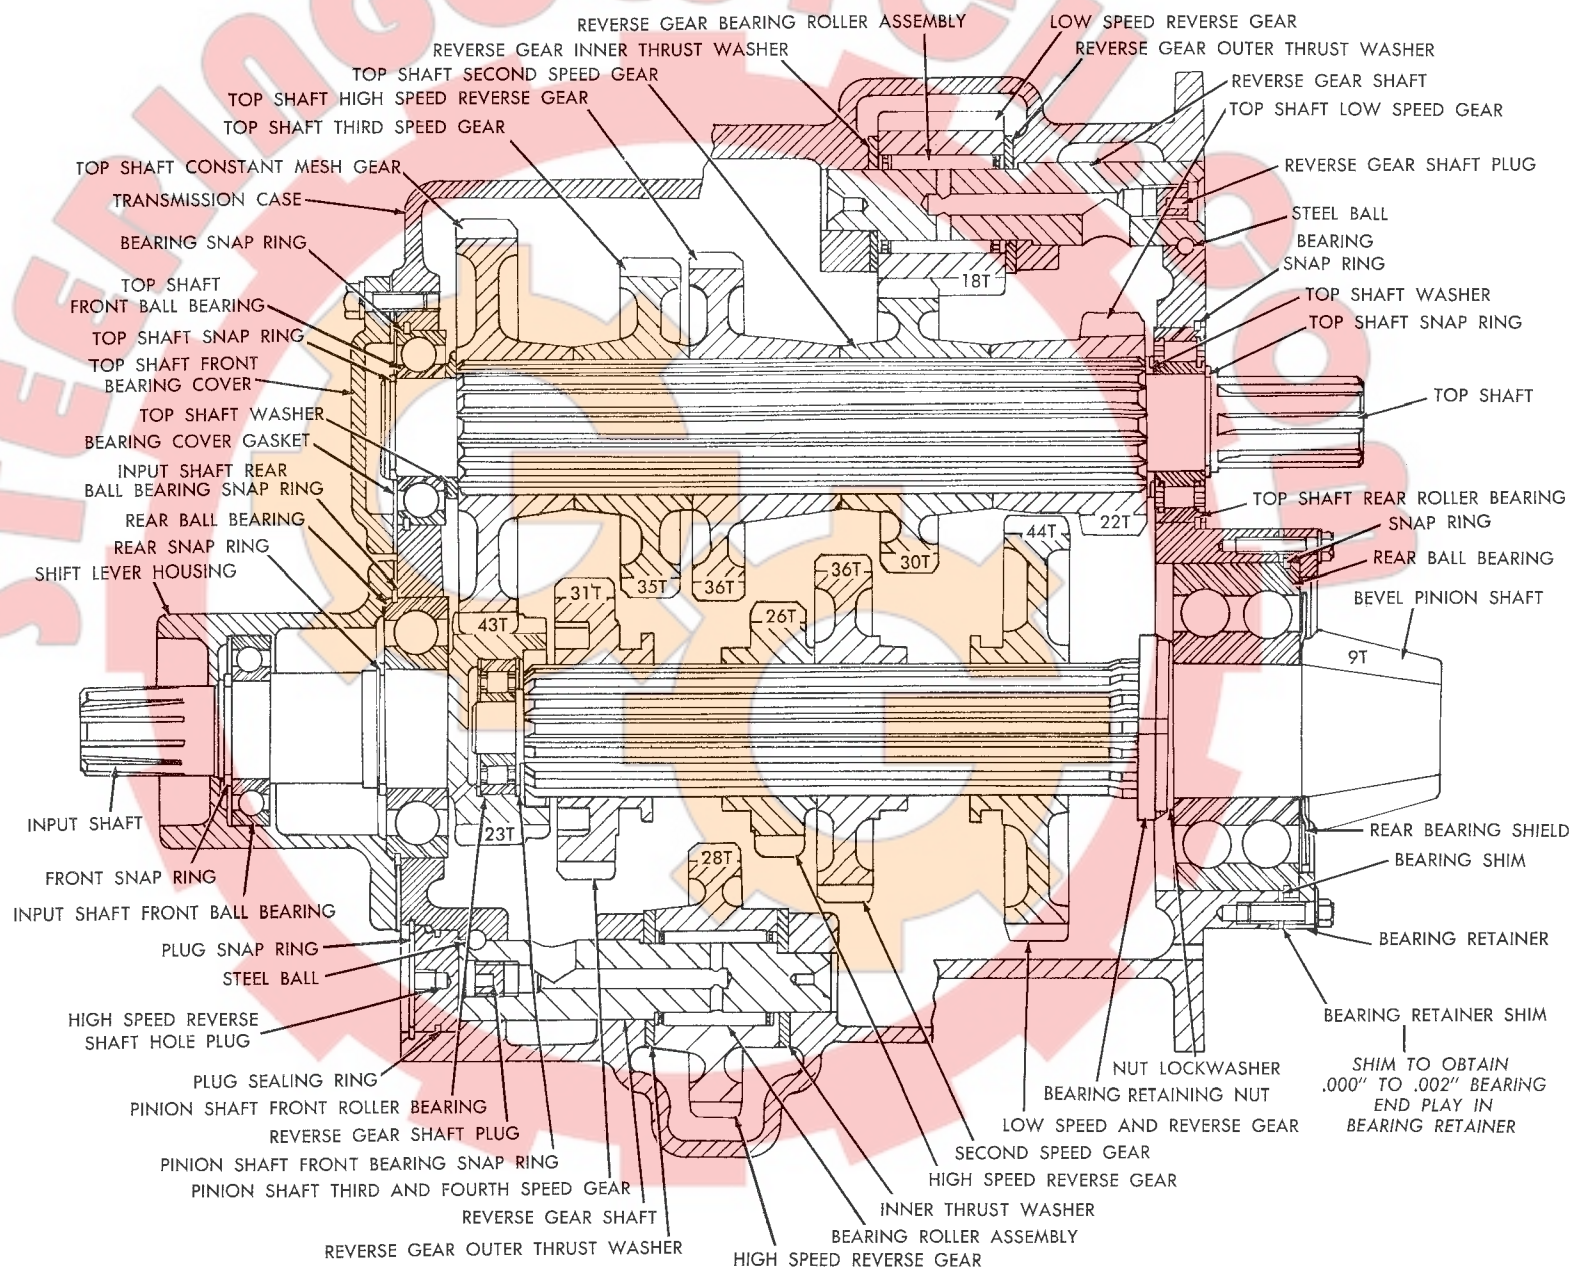 REVERSE GEAR BEARING ROLLER ASSEMBLY
LOW SPEED REVERSE GEAR
REVERSE GEAR INNER THRUST WASHER
REVERSE GEAR OUTER THRUST WASHER
TOP SHAFT SECOND SPEED GEAR
REVERSE GEAR SHAFT
TOP SHAFT HIGH SPEED REVERSE GEAR
TOP SHAFT LOW SPEED GEAR
TOP SHAFT THIRD SPEED GEAR
TOP SHAFT CONSTANT MESH GEAR
REVERSE GEAR SHAFT PLUG
TRANSMISSION CASE
STEEL BALL
BEARING SNAP RING
BEARING
SNAP RING
TOP SHAFT
FRONT BALL BEARING
TOP SHAFT WASHER
TOP SHAFT SNAP RING
TOP SHAFT SNAP RING
TOP SHAFT FRONT
BEARING COVER
TOP SHAFT
TOP SHAFT WASHER
BEARING COVER GASKET
INPUT SHAFT REAR
BALL BEARING SNAP RING
TOP SHAFT REAR ROLLER BEARING
REAR BALL BEARING
SNAP RING
REAR SNAP RING
REAR BALL BEARING
SHIFT LEVER HOUSING
BEVEL PINION SHAFT
18T
22T
44T
30T
35T
36T
36T
31T
26T
43T
9T
23T
28T
INPUT SHAFT
REAR BEARING SHIELD
FRONT SNAP RING
BEARING SHIM
INPUT SHAFT FRONT BALL BEARING
PLUG SNAP RING
BEARING RETAINER
STEEL BALL
HIGH SPEED REVERSE
SHAFT HOLE PLUG
BEARING RETAINER SHIM
SHIM TO OBTAIN
.000" TO .002" BEARING
END PLAY IN
BEARING RETAINER
PLUG SEALING RING
NUT LOCKWASHER
PINION SHAFT FRONT ROLLER BEARING
BEARING RETAINING NUT
REVERSE GEAR SHAFT PLUG
LOW SPEED AND REVERSE GEAR
PINION SHAFT FRONT BEARING SNAP RING
SECOND SPEED GEAR
PINION SHAFT THIRD AND FOURTH SPEED GEAR
HIGH SPEED REVERSE GEAR
REVERSE GEAR SHAFT
INNER THRUST WASHER
REVERSE GEAR OUTER THRUST WASHER
BEARING ROLLER ASSEMBLY
HIGH SPEED REVERSE GEAR